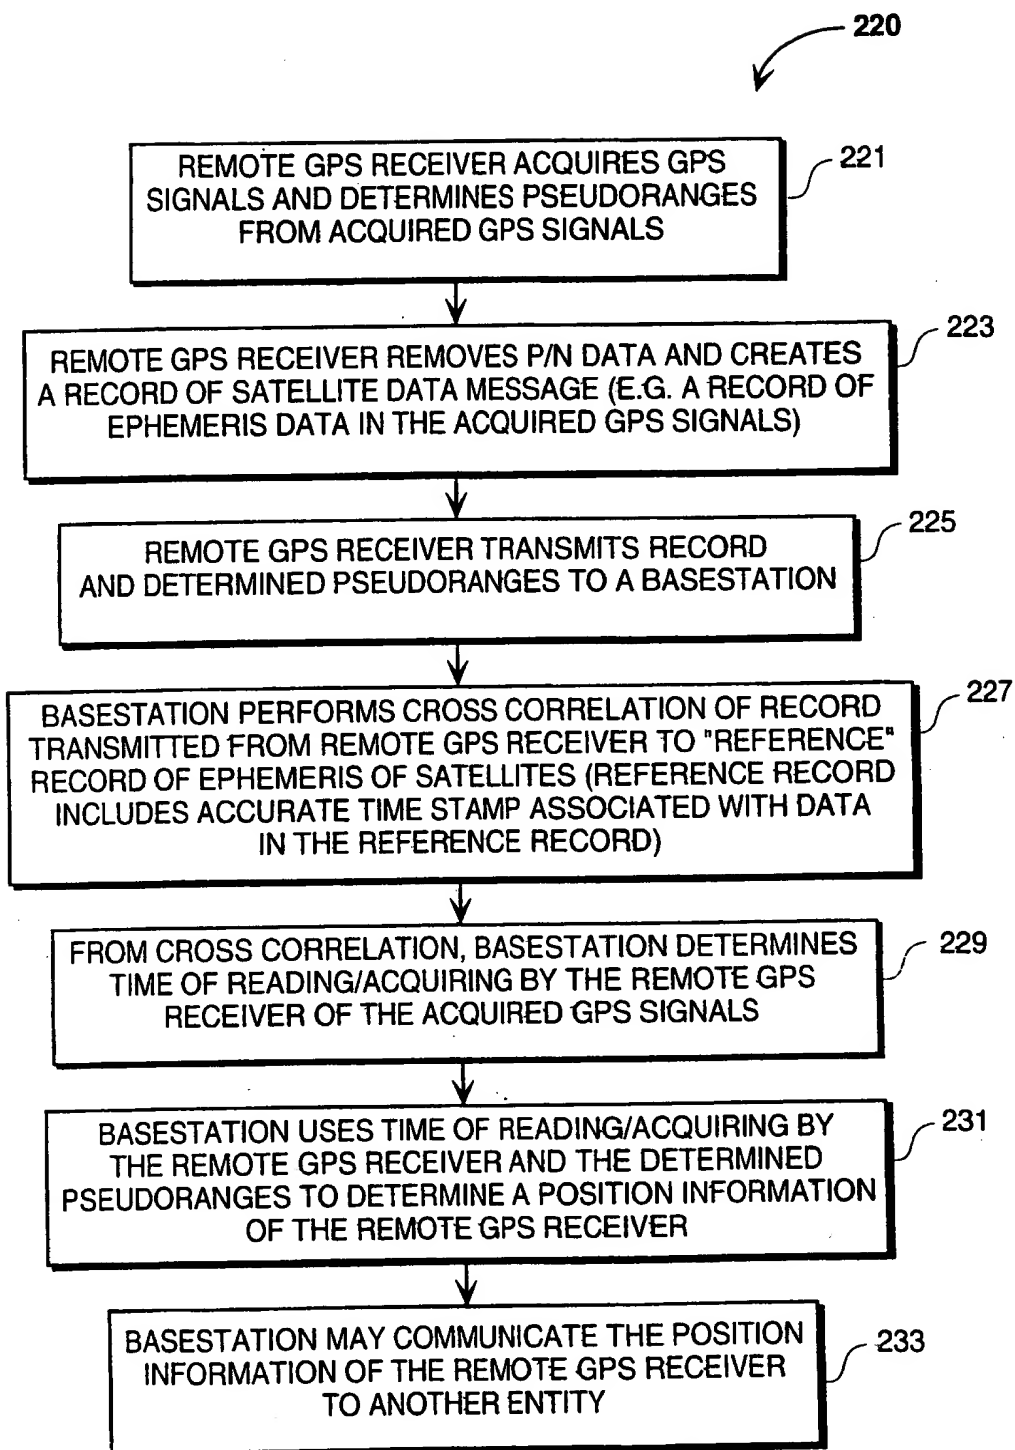 220
REMOTE GPS RECEIVER ACQUIRES GPS
SIGNALS AND DETERMINES PSEUDORANGES
FROM ACQUIRED GPS SIGNALS
221
REMOTE GPS RECEIVER REMOVES P/N DATA AND CREATES
A RECORD OF SATELLITE DATA MESSAGE (E.G. A RECORD OF
EPHEMERIS DATA IN THE ACQUIRED GPS SIGNALS)
223
REMOTE GPS RECEIVER TRANSMITS RECORD
AND DETERMINED PSEUDORANGES TO A BASESTATION
225
BASESTATION PERFORMS CROSS CORRELATION OF RECORD
TRANSMITTED FROM REMOTE GPS RECEIVER TO "REFERENCE"
RECORD OF EPHEMERIS OF SATELLITES (REFERENCE RECORD
INCLUDES ACCURATE TIME STAMP ASSOCIATED WITH DATA
IN THE REFERENCE RECORD)
227
FROM CROSS CORRELATION, BASESTATION DETERMINES
TIME OF READING/ACQUIRING BY THE REMOTE GPS
RECEIVER OF THE ACQUIRED GPS SIGNALS
229
BASESTATION USES TIME OF READING/ACQUIRING BY
THE REMOTE GPS RECEIVER AND THE DETERMINED
PSEUDORANGES TO DETERMINE A POSITION INFORMATION
OF THE REMOTE GPS RECEIVER
231
BASESTATION MAY COMMUNICATE THE POSITION
INFORMATION OF THE REMOTE GPS RECEIVER
TO ANOTHER ENTITY
233